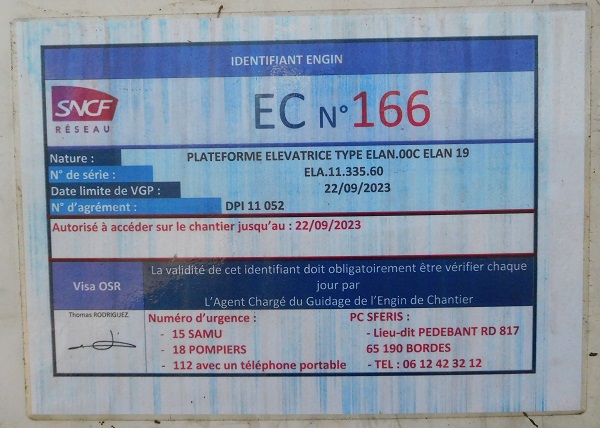 IDENTIFIANT ENGIN
SNCF
RÉSEAU
EC N° 166
Nature : PLATEFORME ELEVATRICE TYPE ELAN.00C ELAN 19
N° de série : ELA.11.335.60
Date limite de VGP : 22/09/2023
N° d'agrément : DPI 11 052
Autorisé à accéder sur le chantier jusqu'au : 22/09/2023
Visa OSR
La validité de cet identifiant doit obligatoirement être vérifier chaque
jour par
L'Agent Chargé du Guidage de l'Engin de Chantier
Thomas RODRIGUEZ
Numéro d'urgence :
- 15 SAMU
- 18 POMPIERS
- 112 avec un téléphone portable
PC SFERIS :
- Lieu-dit PEDEBANT RD 817
65 190 BORDES
- TEL : 06 12 42 32 12